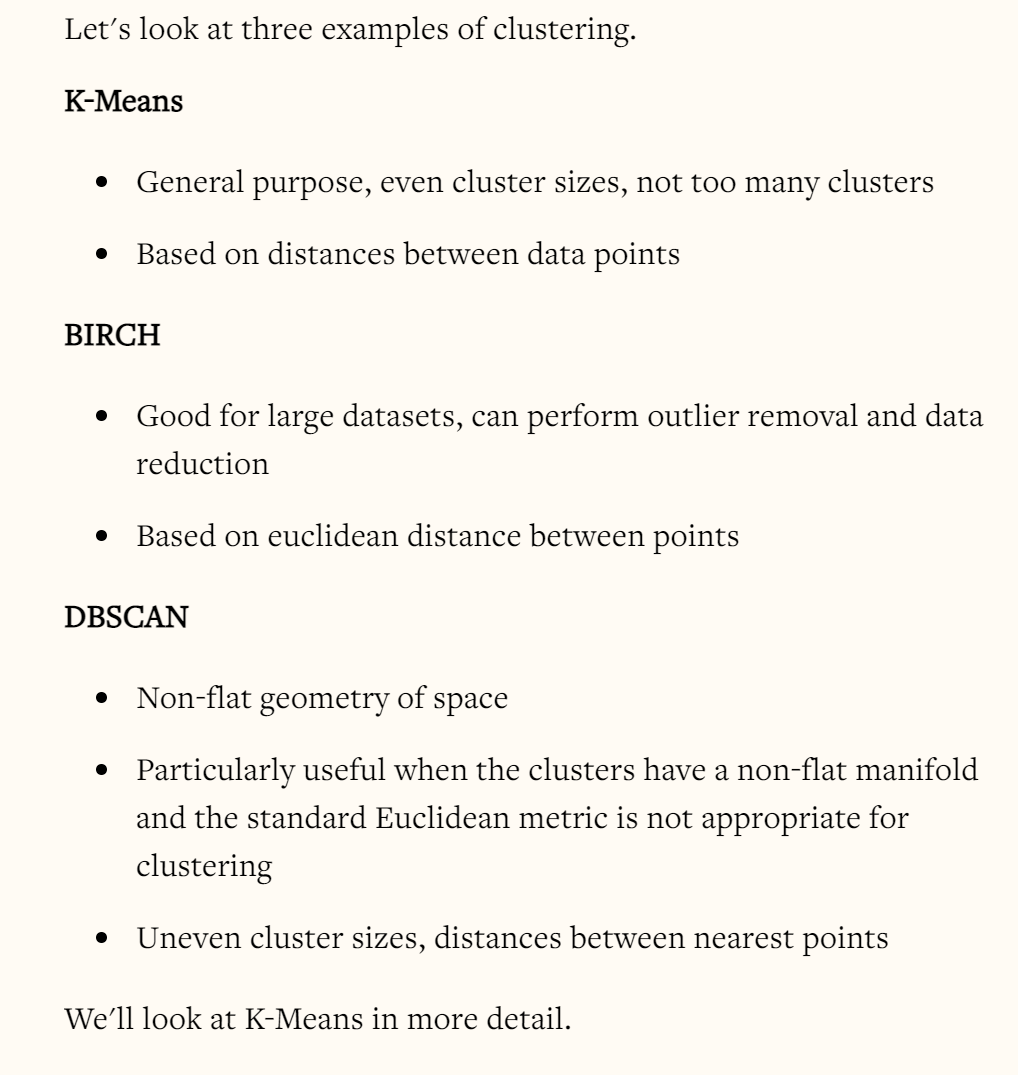 Let's look at three examples of clustering.
K-Means
• General purpose, even cluster sizes, not too many clusters
• Based on distances between data points
BIRCH
• Good for large datasets, can perform outlier removal and data
reduction
• Based on euclidean distance between points
DBSCAN
• Non-flat geometry of space
• Particularly useful when the clusters have a non-flat manifold
and the standard Euclidean metric is not appropriate for
clustering
• Uneven cluster sizes, distances between nearest points
We'll look at K-Means in more detail.